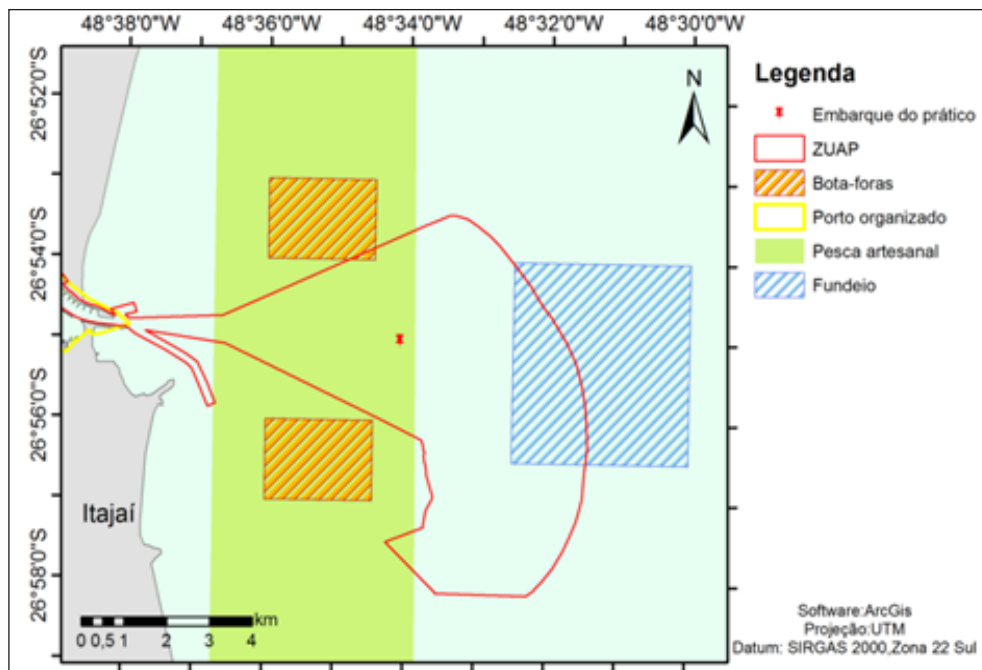 48°38'0"W 48°36'0"W 48°34'0"W 48°32'0"W 48°30'0"W
26°52'0"S
26°54'0"S
26°56'0"S
26°58'0"S
N
Itajaí
0 0,5 1 2 3 4
km
Legenda
Embarque do prático
ZUAP
Bota-foras
Porto organizado
Pesca artesanal
Fundeio
Software:ArcGis
Projeção:UTM
Datum: SIRGAS 2000,Zona 22 Sul